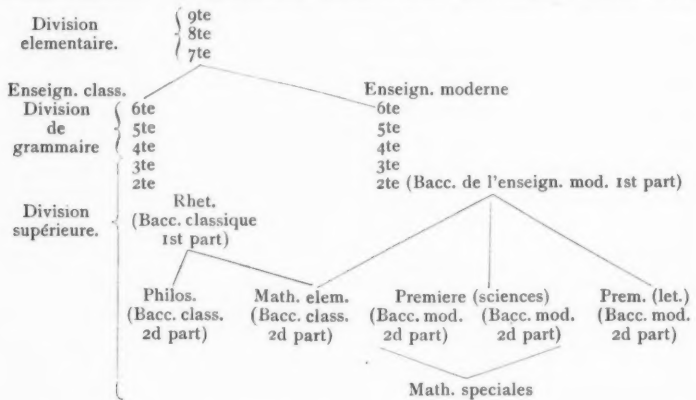 Division
elementaire.
9te
8te
7te
Enseign. class.
Enseign. moderne
Division
de
grammaire
6te
5te
4te
3te
2te
6te
5te
4te
3te
2te (Bacc. de l'enseign. mod. 1st part)
Division
supérieure.
Rhet.
(Bacc. classique
1st part)
Philos.
(Bacc. class.
2d part)
Math. elem.
(Bacc. class.
2d part)
Premiere (sciences)
(Bacc. mod. (Bacc. mod.
2d part) 2d part)
Prem. (let.)
(Bacc. mod.
2d part)
Math. speciales